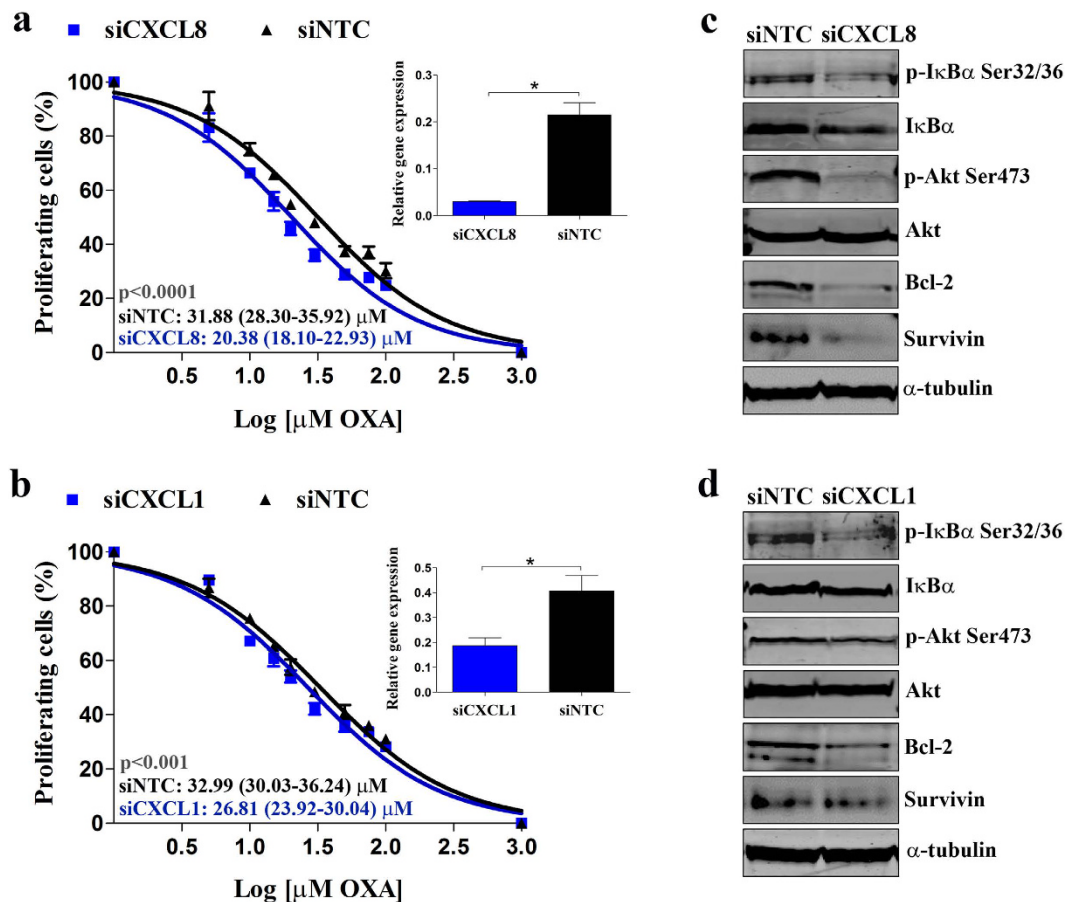 a
siCXCL8 siNTC
Proliferating cells (%)
100
80
60
40
20
0
0.5 1.0 1.5 2.0 2.5 3.0
Log [μM OXA]
p<0.0001
siNTC: 31.88 (28.30-35.92) μM
siCXCL8: 20.38 (18.10-22.93) μM
Relative gene expression
0.3
0.2
0.1
0.0
*
siCXCL8 siNTC
c
siNTC siCXCL8
p-IκBα Ser32/36
IκBα
p-Akt Ser473
Akt
Bcl-2
Survivin
α-tubulin
b
siCXCL1 siNTC
Proliferating cells (%)
100
80
60
40
20
0
0.5 1.0 1.5 2.0 2.5 3.0
Log [μM OXA]
p<0.001
siNTC: 32.99 (30.03-36.24) μM
siCXCL1: 26.81 (23.92-30.04) μM
Relative gene expression
0.5
0.4
0.3
0.2
0.1
0.0
*
siCXCL1 siNTC
d
siNTC siCXCL1
p-IκBα Ser32/36
IκBα
p-Akt Ser473
Akt
Bcl-2
Survivin
α-tubulin